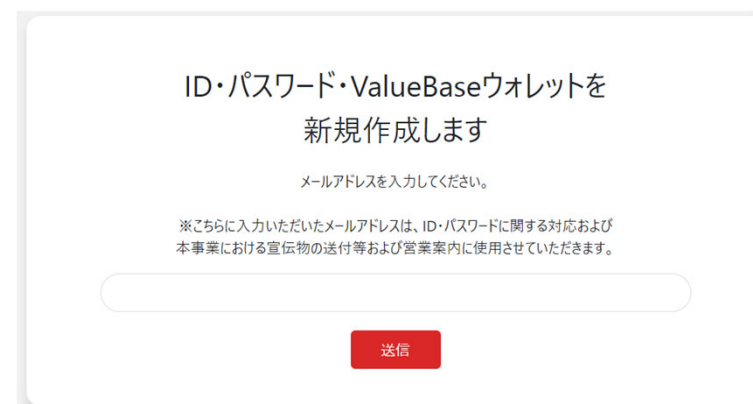 ID・パスワード・ValueBaseウォレットを
新規作成します
メールアドレスを入力してください。
※こちらに入力いただいたメールアドレスは、ID・パスワードに関する対応および
本事業における宣伝物の送付等および営業案内に使用させていただきます。
送信